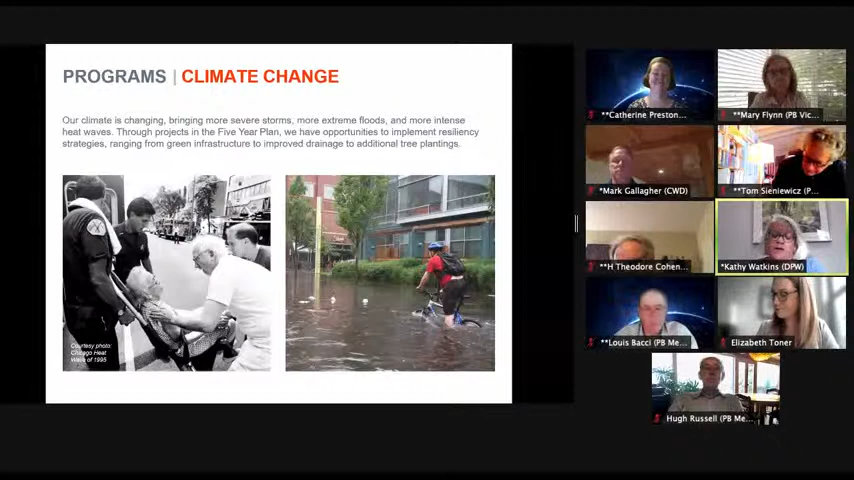 PROGRAMS | CLIMATE CHANGE
Our climate is changing, bringing more severe storms, more extreme floods, and more intense
heat waves. Through projects in the Five Year Plan, we have opportunities to implement resiliency
strategies, ranging from green infrastructure to improved drainage to additional tree plantings.
Courtesy photo:
Chicago Heat
Wave of 1995
**Catherine Preston...
**Mary Flynn (PB Vic...
*Mark Gallagher (CWD)
**Tom Sieniewicz (P...
**H Theodore Cohen...
*Kathy Watkins (DPW)
**Louis Bacci (PB Me...
Elizabeth Toner
Hugh Russell (PB Me...